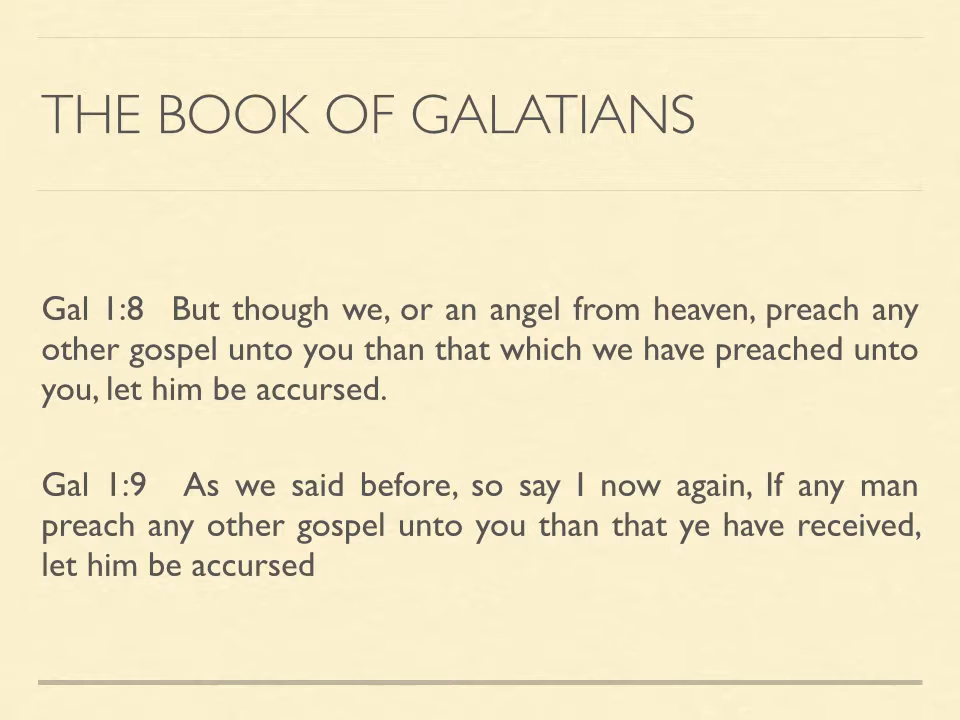 THE BOOK OF GALATIANS
Gal 1:8 But though we, or an angel from heaven, preach any
other gospel unto you than that which we have preached unto
you, let him be accursed.
Gal 1:9 As we said before, so say I now again, If any man
preach any other gospel unto you than that ye have received,
let him be accursed